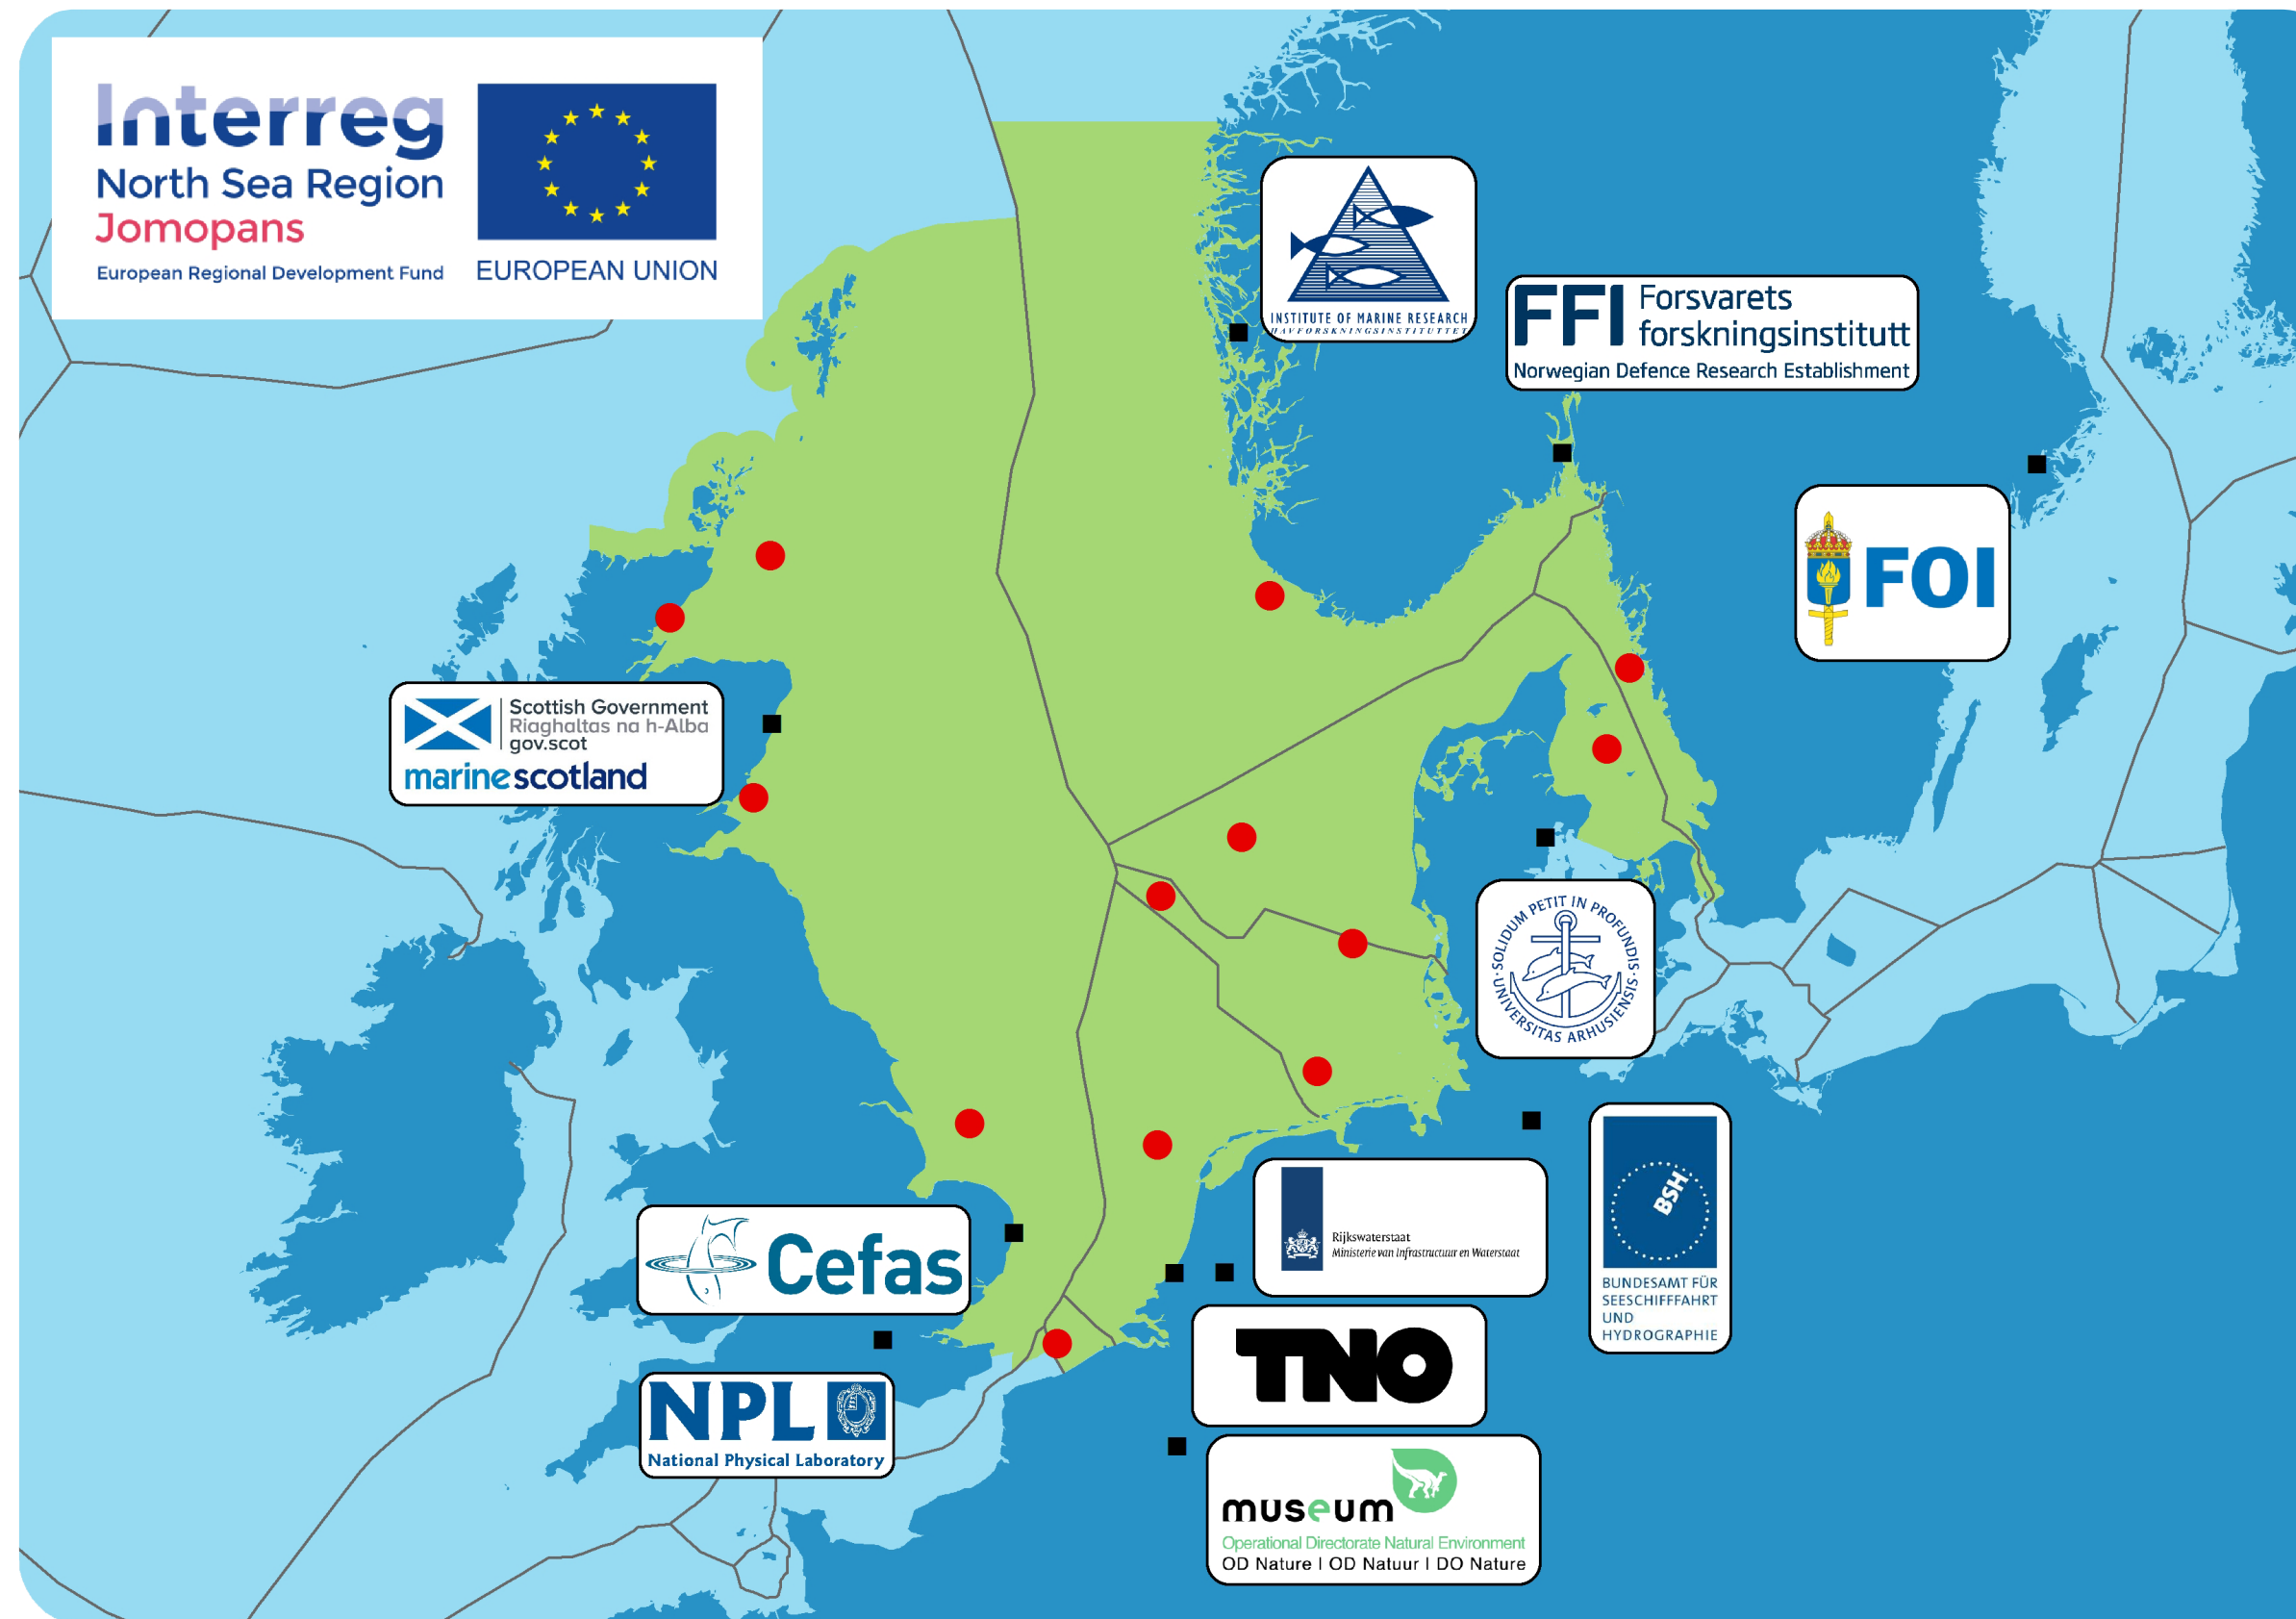 Interreg
North Sea Region
Jomopans
European Regional Development Fund
EUROPEAN UNION
INSTITUTE OF MARINE RESEARCH
HAVFORSKNINGSINSTITUTTET
FFI Forsvarets
forskningsinstitutt
Norwegian Defence Research Establishment
FOI
Scottish Government
Riaghaltas na h-Alba
gov.scot
marinescotland
SOLIDUM PETIT IN PROFUNDIS
UNIVERSITAS ARHUSIENSIS
BSH
BUNDESAMT FÜR
SEESCHIFFFAHRT
UND
HYDROGRAPHIE
Rijkswaterstaat
Ministerie van Infrastructuur en Waterstaat
Cefas
TNO
NPL
National Physical Laboratory
museum
Operational Directorate Natural Environment
OD Nature | OD Natuur | DO Nature